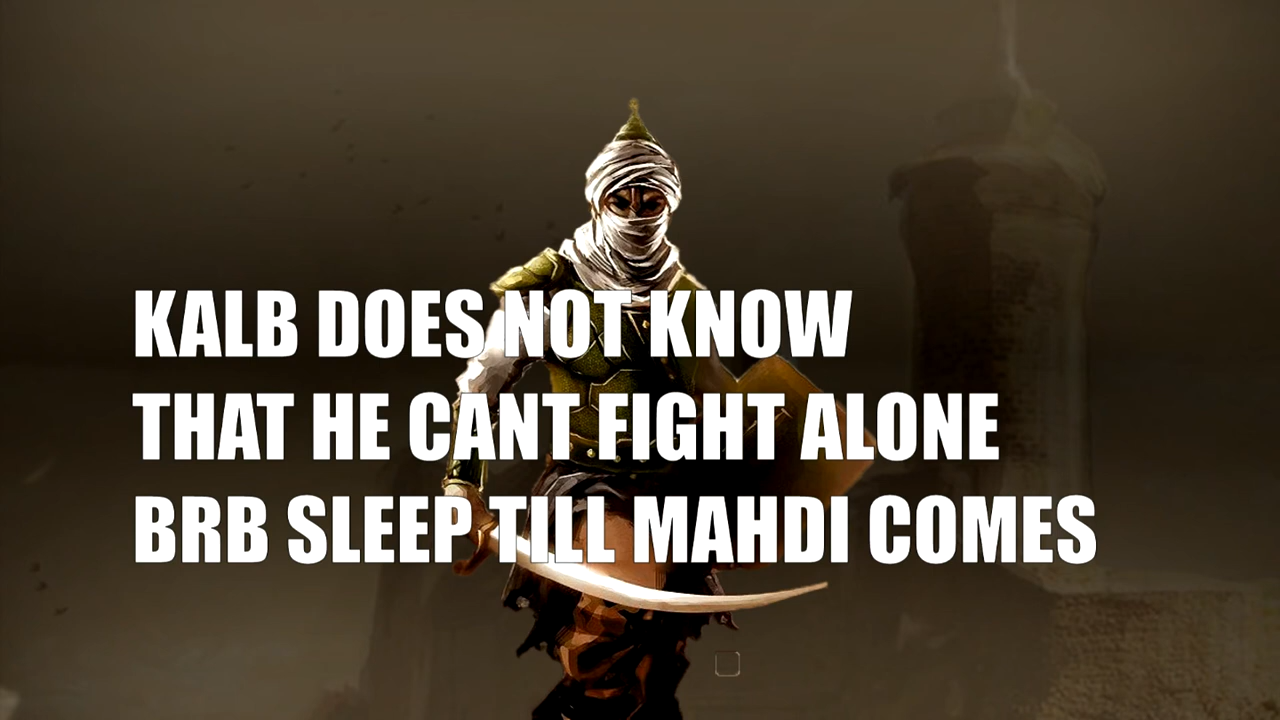 KALB DOES NOT KNOW
THAT HE CANT FIGHT ALONE
BRB SLEEP TILL MAHDI COMES